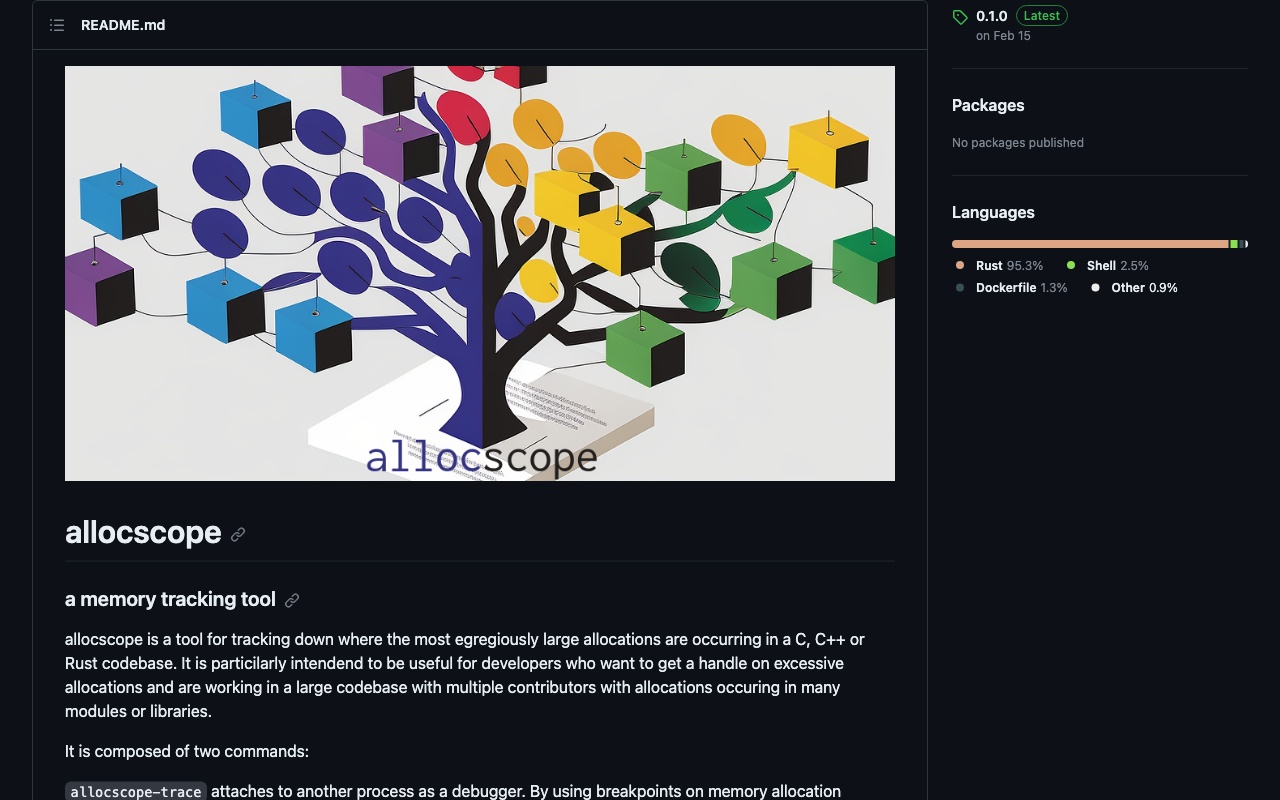 README.md
allocscope
allocscope
a memory tracking tool
allocscope is a tool for tracking down where the most egregiously large allocations are occurring in a C, C++ or
Rust codebase. It is particilarly intendend to be useful for developers who want to get a handle on excessive
allocations and are working in a large codebase with multiple contributors with allocations occuring in many
modules or libraries.
It is composed of two commands:
allocscope-trace attaches to another process as a debugger. By using breakpoints on memory allocation
0.1.0 Latest
on Feb 15
Packages
No packages published
Languages
Rust 95.3% Shell 2.5%
Dockerfile 1.3% Other 0.9%